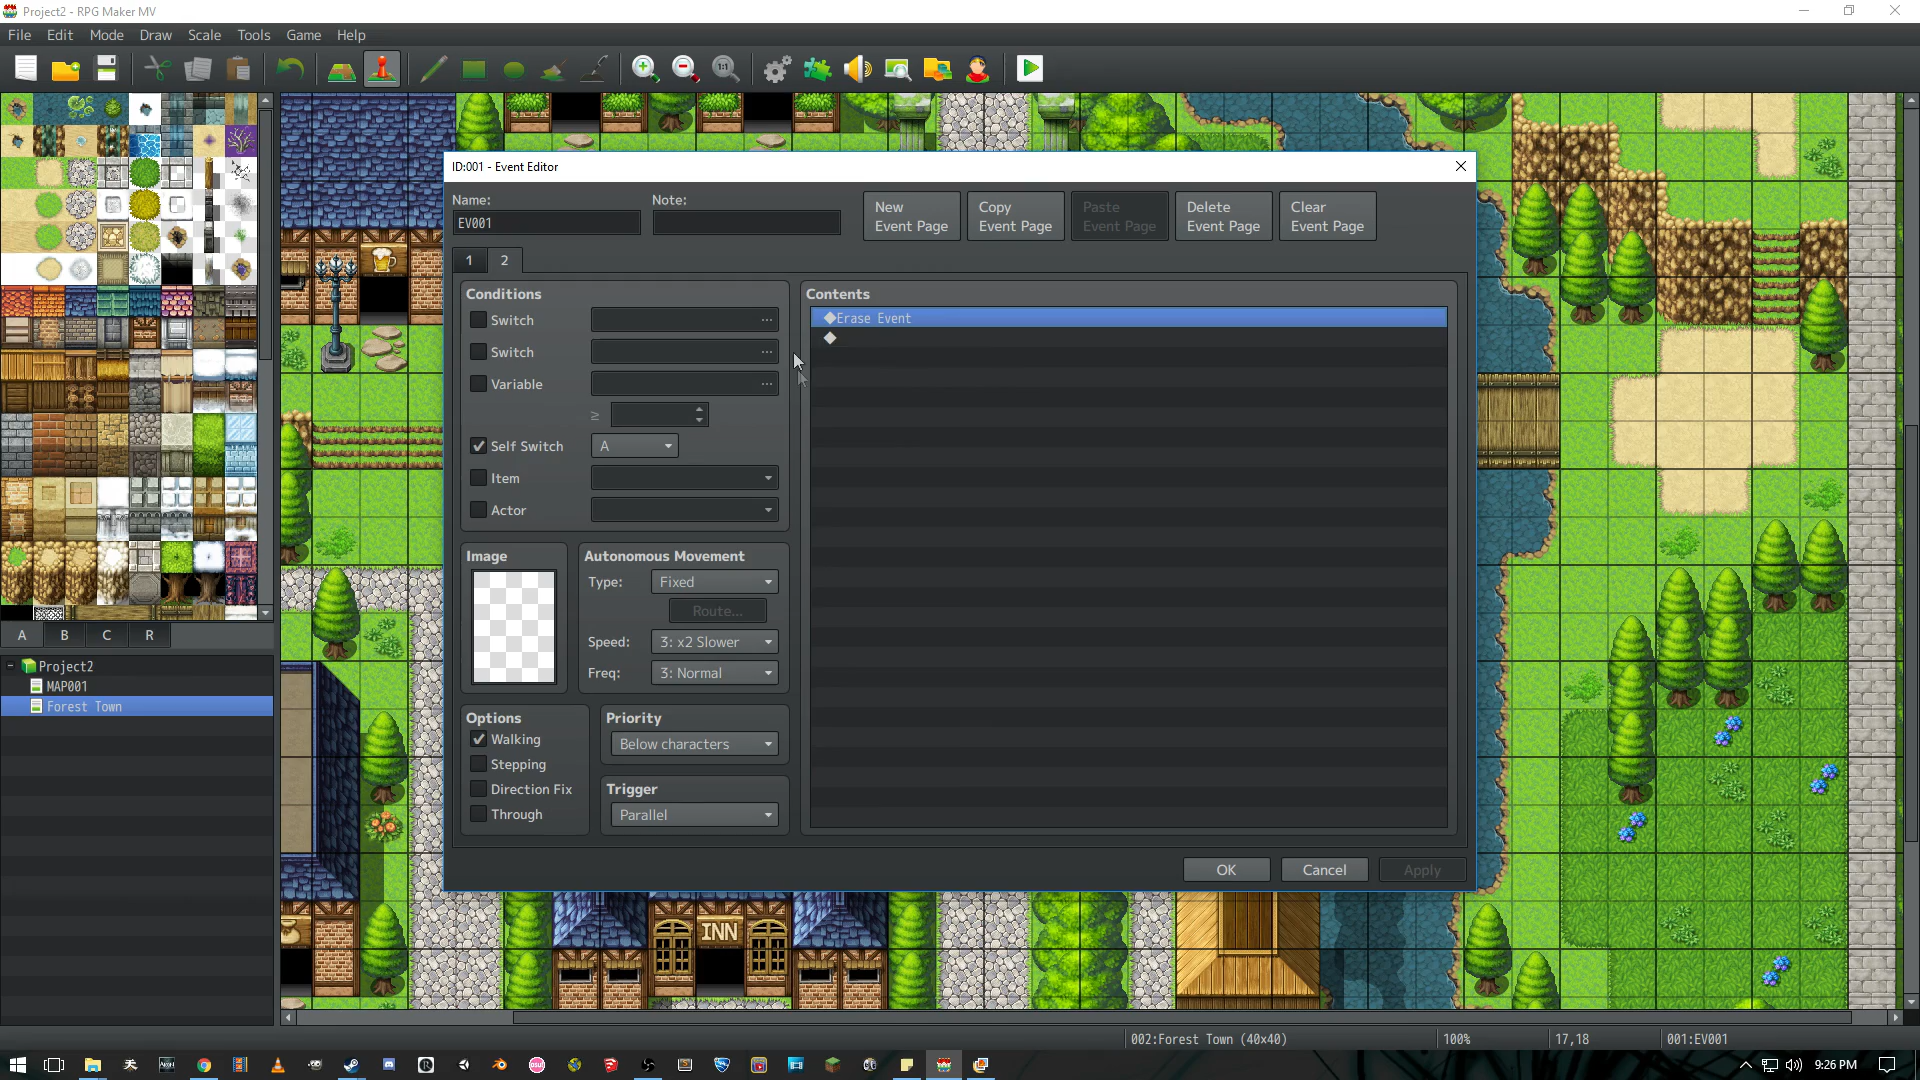 Project2 - RPG Maker MV
File Edit Mode Draw Scale Tools Game Help
1:1
ID:001 - Event Editor
Name: Note:
EV001
New Event Page
Copy Event Page
Paste Event Page
Delete Event Page
Clear Event Page
1 2
Conditions
Switch ...
Switch ...
Variable ...
≥
Self Switch A
Item
Actor
Image
Autonomous Movement
Type: Fixed
Route...
Speed: 3: x2 Slower
Freq: 3: Normal
Options
Walking
Stepping
Direction Fix
Through
Priority
Below characters
Trigger
Parallel
Contents
◆Erase Event
◆
OK Cancel Apply
A B C R
Project2
MAP001
Forest Town
INN
002:Forest Town (40x40) 100% 17,18 001:EV001
9:26 PM